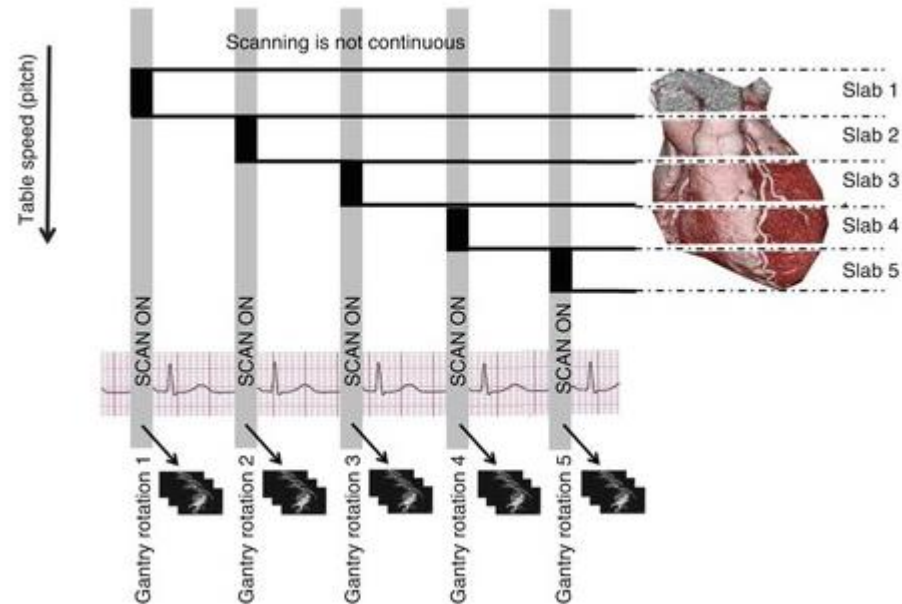 Scanning is not continuous
Table speed (pitch)
Slab 1
Slab 2
Slab 3
Slab 4
Slab 5
SCAN ON
SCAN ON
SCAN ON
SCAN ON
SCAN ON
Gantry rotation 1
Gantry rotation 2
Gantry rotation 3
Gantry rotation 4
Gantry rotation 5